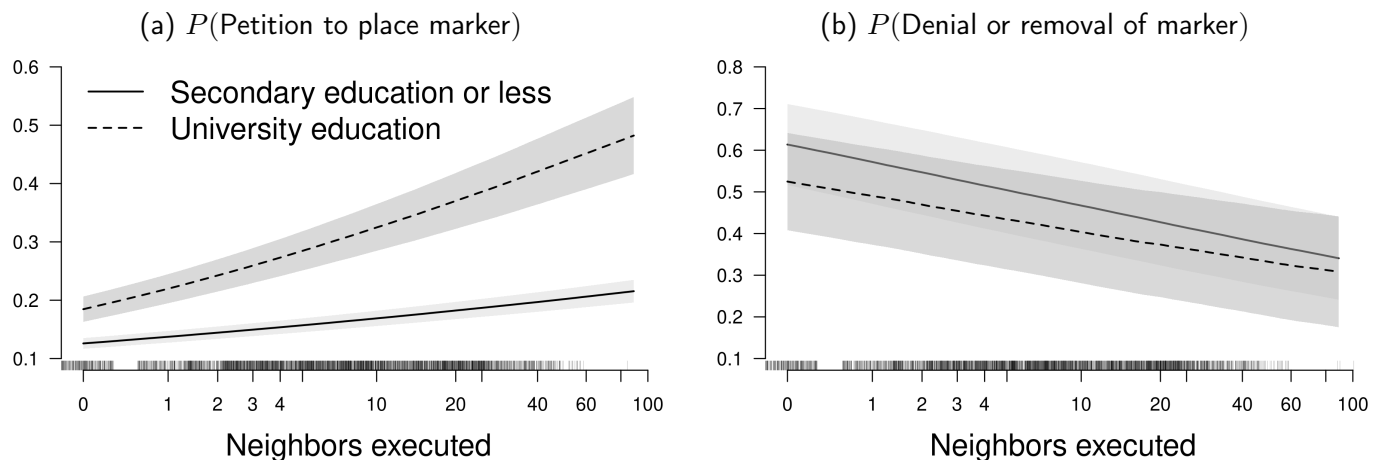 (a) P(Petition to place marker)
0.6
0.5
0.4
0.3
0.2
0.1
Secondary education or less
University education
0 1 2 3 4 10 20 40 60 100
Neighbors executed
(b) P(Denial or removal of marker)
0.8
0.7
0.6
0.5
0.4
0.3
0.2
0.1
0 1 2 3 4 10 20 40 60 100
Neighbors executed